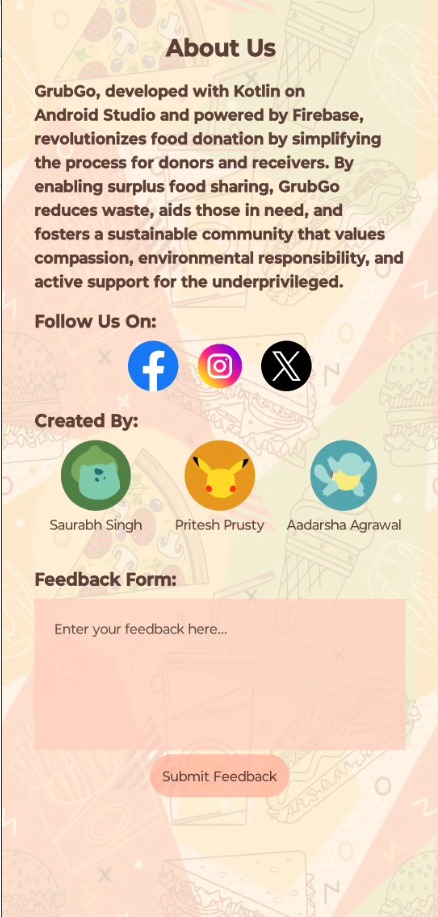 About Us
GrubGo, developed with Kotlin on
Android Studio and powered by Firebase,
revolutionizes food donation by simplifying
the process for donors and receivers. By
enabling surplus food sharing, GrubGo
reduces waste, aids those in need, and
fosters a sustainable community that values
compassion, environmental responsibility, and
active support for the underprivileged.
Follow Us On:
Created By:
Saurabh Singh Pritesh Prusty Aadarsha Agrawal
Feedback Form:
Enter your feedback here...
Submit Feedback